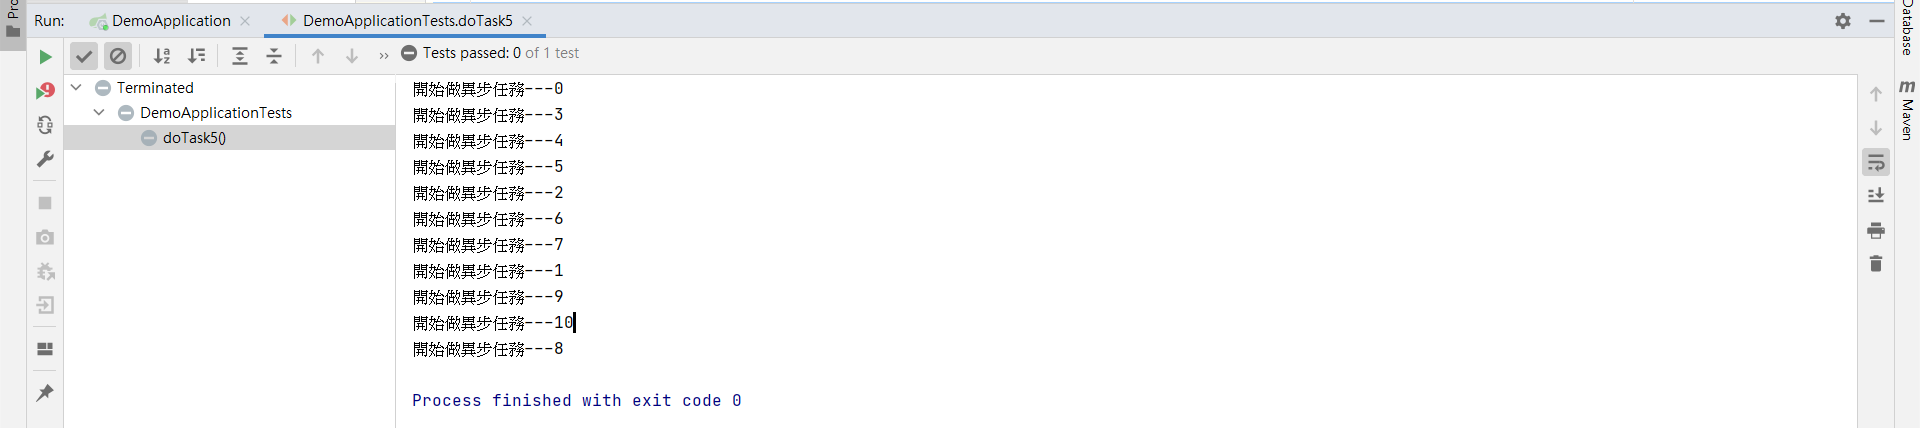 Pro
Run: DemoApplication DemoApplicationTests.doTask5
Tests passed: 0 of 1 test
Terminated
DemoApplicationTests
doTask5()
開始做異步任務---0
開始做異步任務---3
開始做異步任務---4
開始做異步任務---5
開始做異步任務---2
開始做異步任務---6
開始做異步任務---7
開始做異步任務---1
開始做異步任務---9
開始做異步任務---10
開始做異步任務---8
Process finished with exit code 0
Database
m Maven